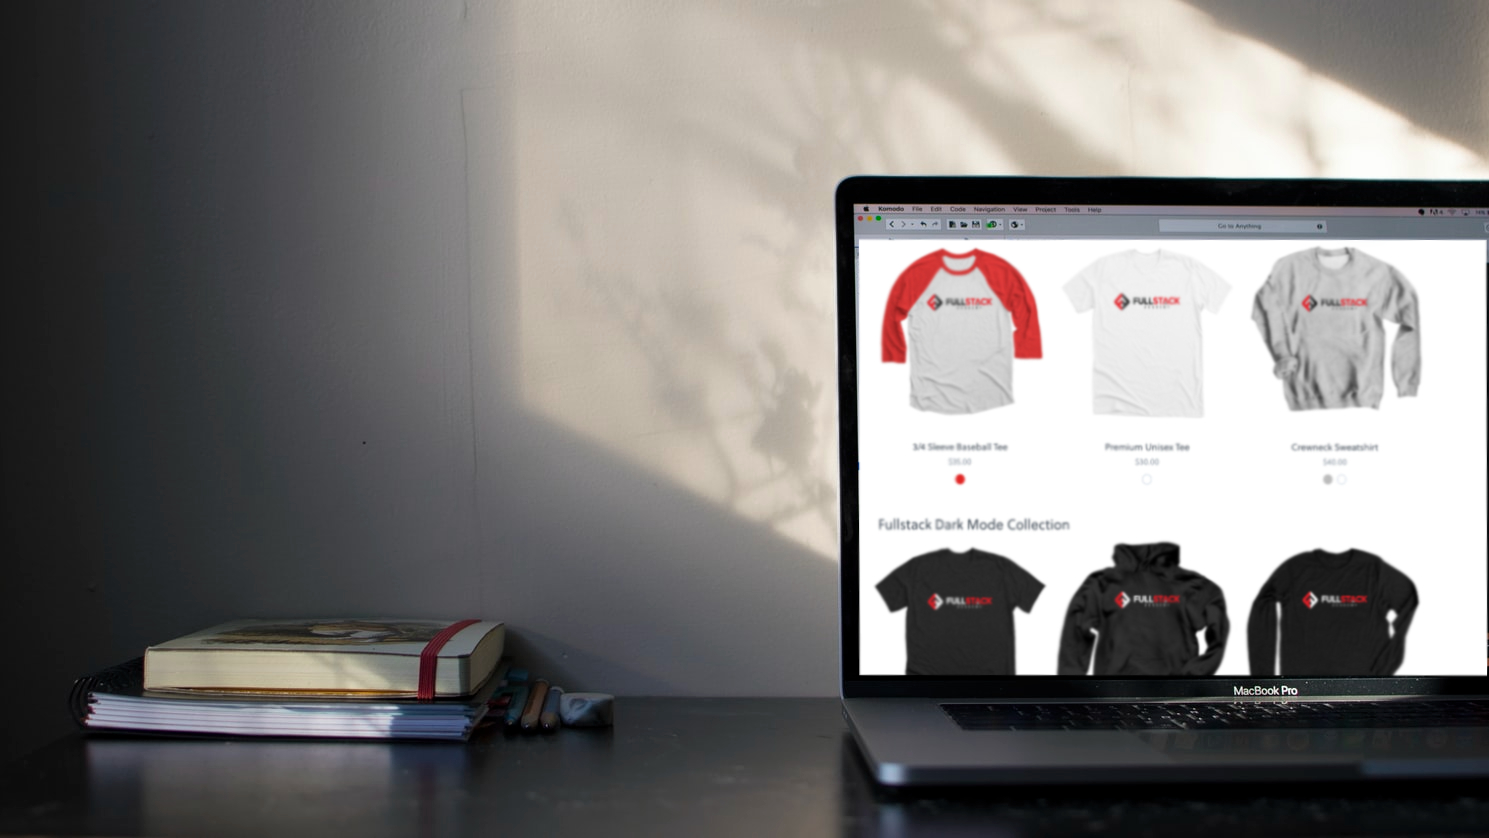 Komodo File Edit Code Navigation View Project Tools Help
Go to Anything
FULLSTACK
FULLSTACK
FULLSTACK
3/4 Sleeve Baseball Tee
Premium Unisex Tee
Crewneck Sweatshirt
$35.00
$30.00
$40.00
Fullstack Dark Mode Collection
FULLSTACK
FULLSTACK
FULLSTACK
MacBook Pro